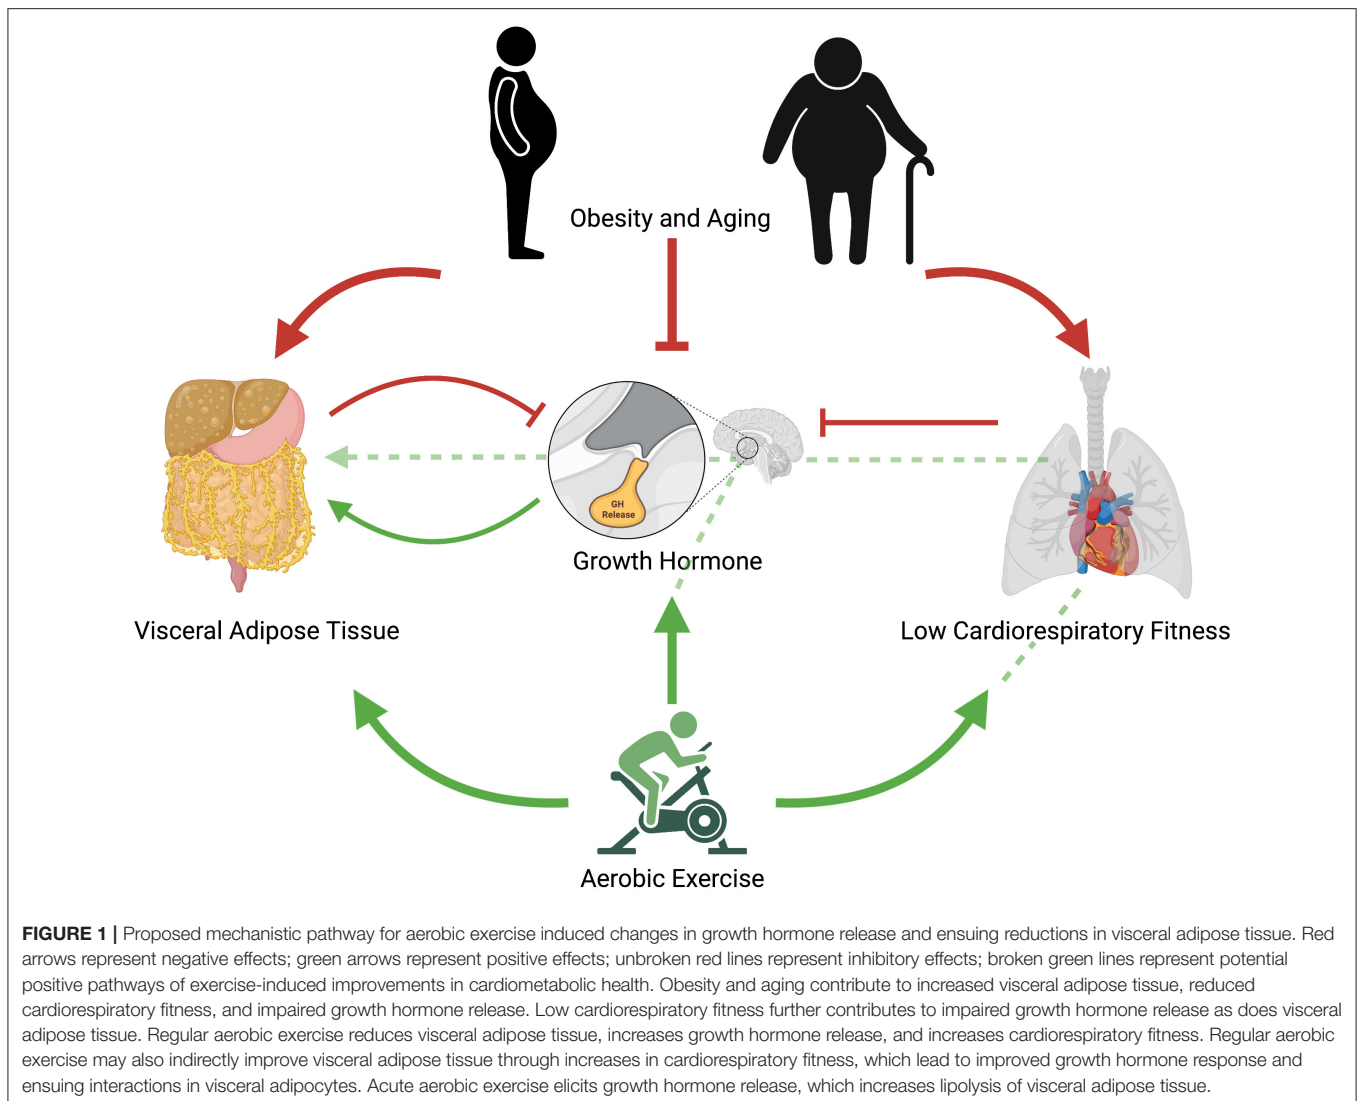 Obesity and Aging
GH
Release
Growth Hormone
Visceral Adipose Tissue
Low Cardiorespiratory Fitness
Aerobic Exercise
FIGURE 1 | Proposed mechanistic pathway for aerobic exercise induced changes in growth hormone release and ensuing reductions in visceral adipose tissue. Red
arrows represent negative effects; green arrows represent positive effects; unbroken red lines represent inhibitory effects; broken green lines represent potential
positive pathways of exercise-induced improvements in cardiometabolic health. Obesity and aging contribute to increased visceral adipose tissue, reduced
cardiorespiratory fitness, and impaired growth hormone release. Low cardiorespiratory fitness further contributes to impaired growth hormone release as does visceral
adipose tissue. Regular aerobic exercise reduces visceral adipose tissue, increases growth hormone release, and increases cardiorespiratory fitness. Regular aerobic
exercise may also indirectly improve visceral adipose tissue through increases in cardiorespiratory fitness, which lead to improved growth hormone response and
ensuing interactions in visceral adipocytes. Acute aerobic exercise elicits growth hormone release, which increases lipolysis of visceral adipose tissue.